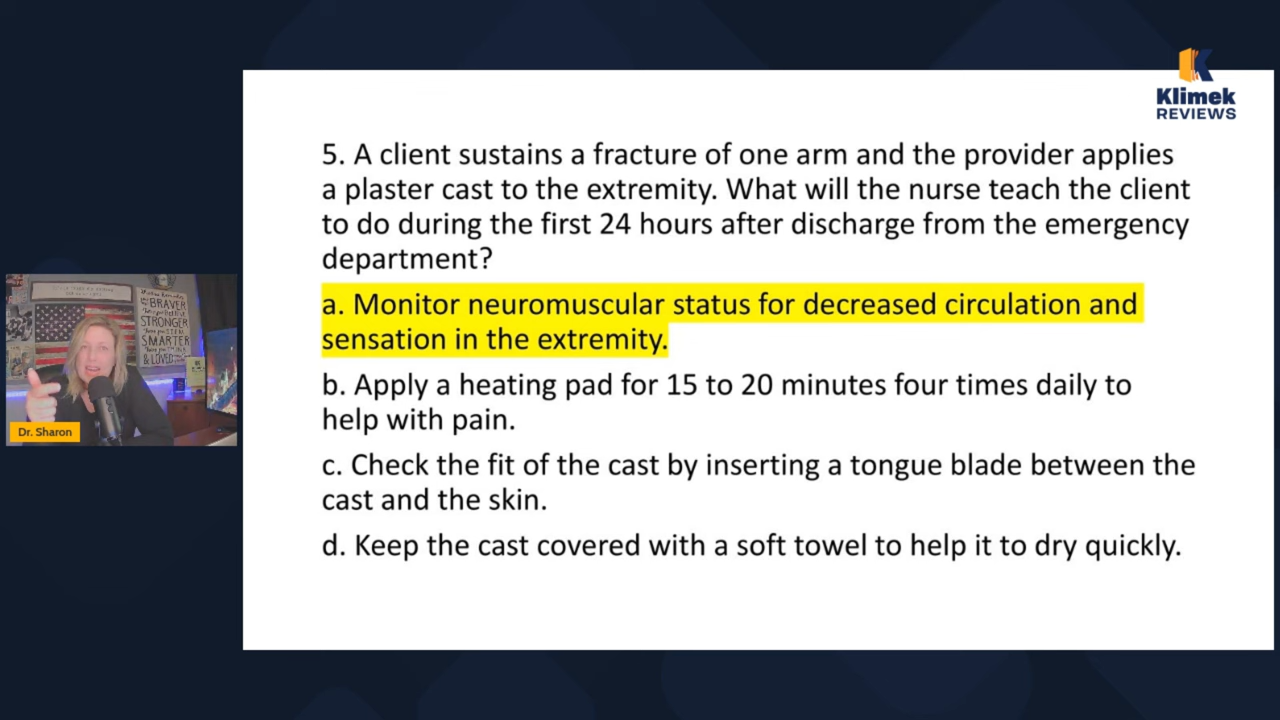 Klimek
REVIEWS
5. A client sustains a fracture of one arm and the provider applies
a plaster cast to the extremity. What will the nurse teach the client
to do during the first 24 hours after discharge from the emergency
department?
a. Monitor neuromuscular status for decreased circulation and
sensation in the extremity.
b. Apply a heating pad for 15 to 20 minutes four times daily to
help with pain.
c. Check the fit of the cast by inserting a tongue blade between the
cast and the skin.
d. Keep the cast covered with a soft towel to help it to dry quickly.
BRAVER
STRONGER
SMARTER
& LOVED
Dr. Sharon